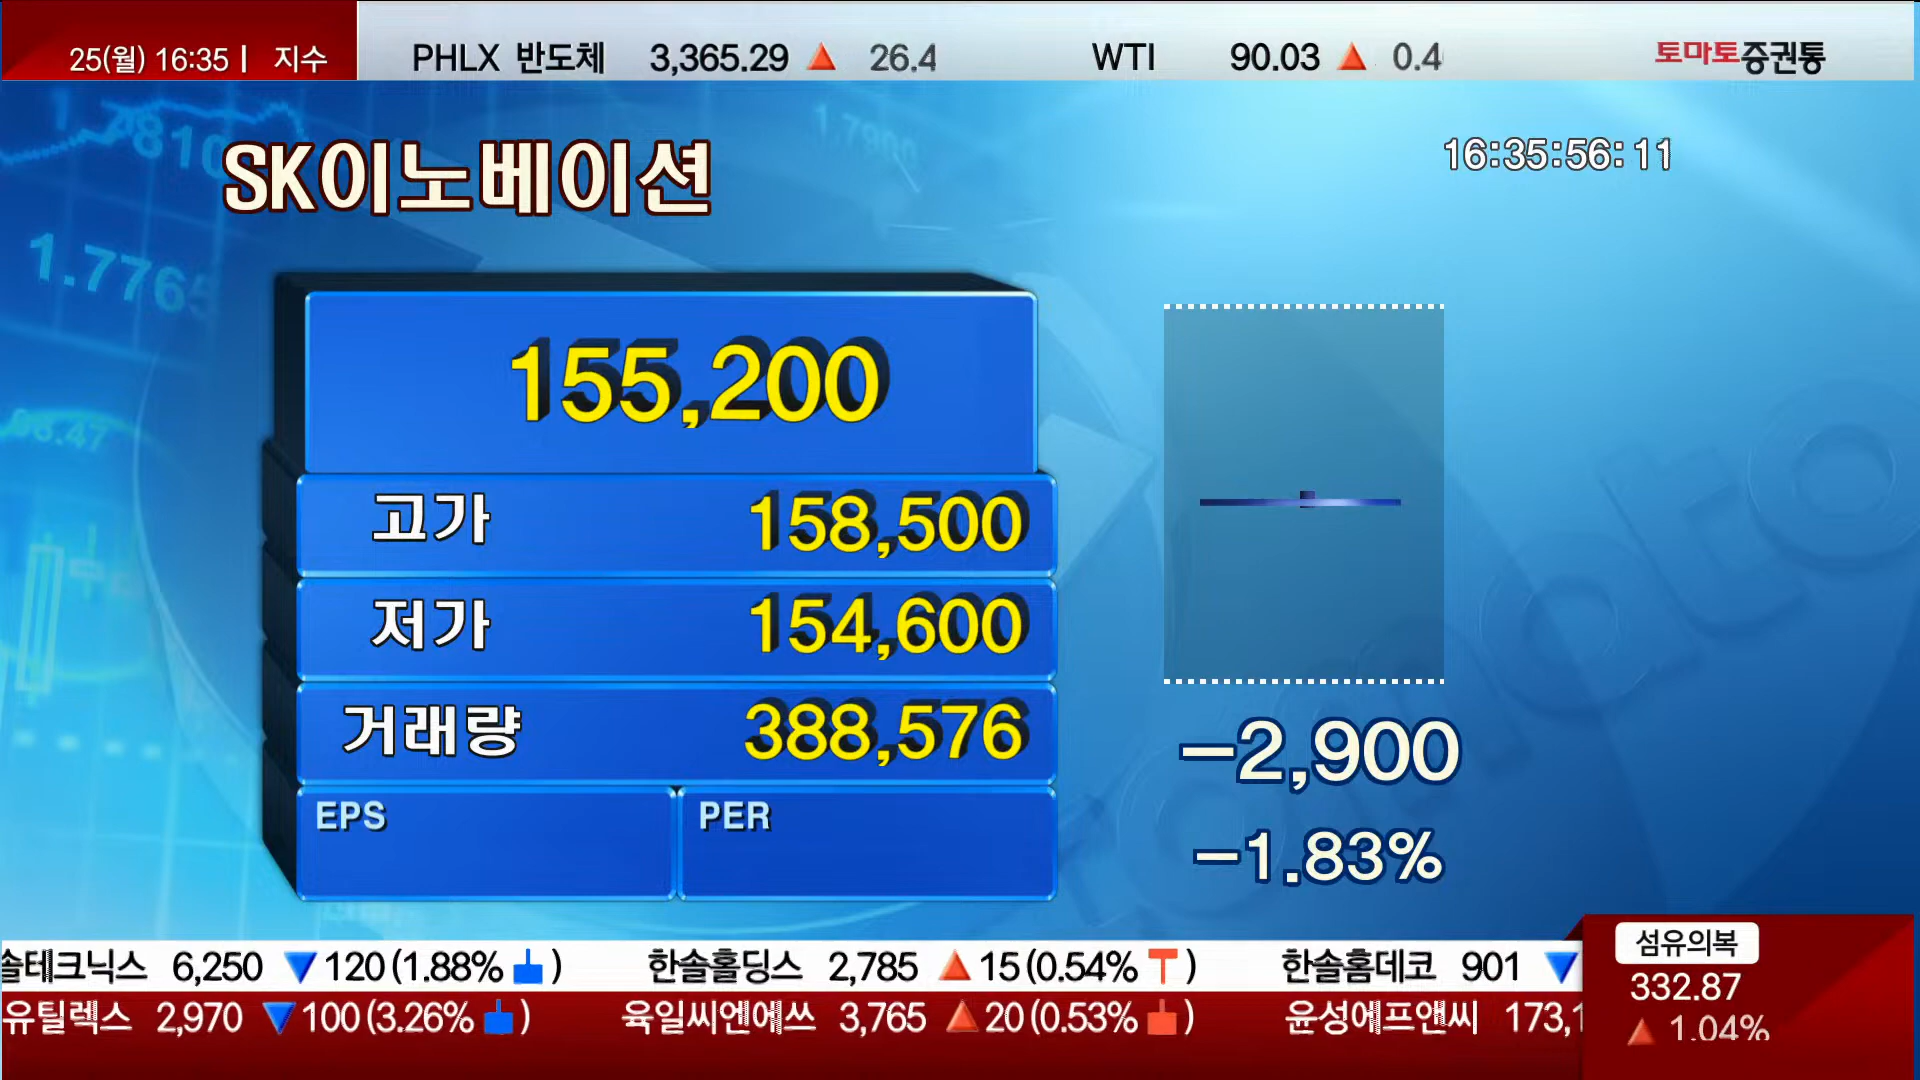 25(월) 16:35 | 지수 PHLX 반도체 3,365.29 ▲ 26.4 WTI 90.03 ▲ 0.4 토마토증권통
SK이노베이션
16:35:56:11
155,200
고가 158,500
저가 154,600
거래량 388,576
EPS PER
-2,900
-1.83%
솔테크닉스 6,250 ▼120(1.88%) 한솔홀딩스 2,785 ▲15(0.54%) 한솔홈데코 901 ▼
유틸렉스 2,970 ▼100(3.26%) 육일씨엔에쓰 3,765 ▲20(0.53%) 윤성에프앤씨 173,1
섬유의복
332.87
▲ 1.04%